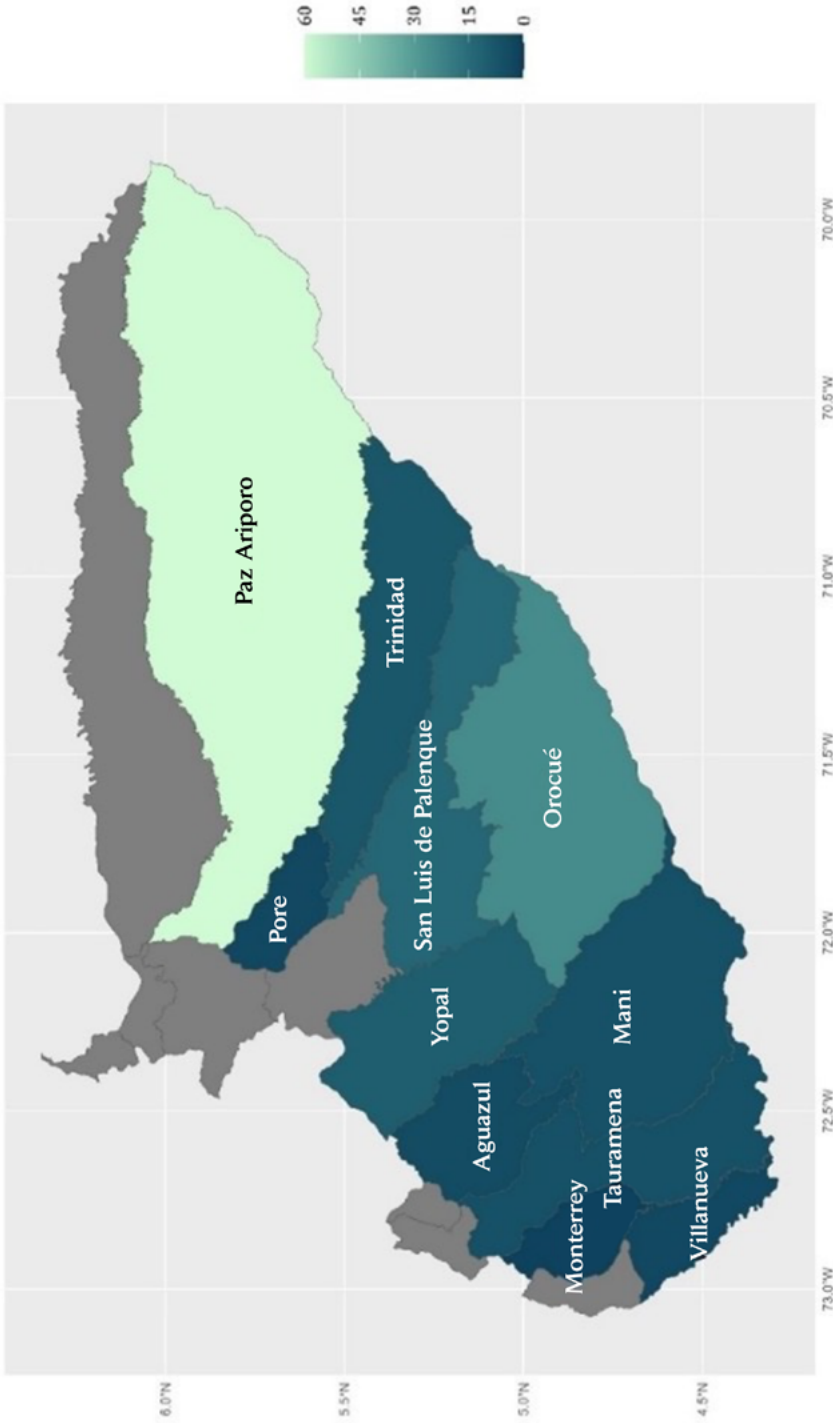 60
45
30
15
0
6.0°N
5.5°N
5.0°N
4.5°N
Paz Ariporo
Trinidad
Pore
San Luis de Palenque
Orocué
Yopal
Mani
Aguazul
Tauramena
Monterrey
Villanueva
73.0°W
72.5°W
72.0°W
71.5°W
71.0°W
70.5°W
70.0°W